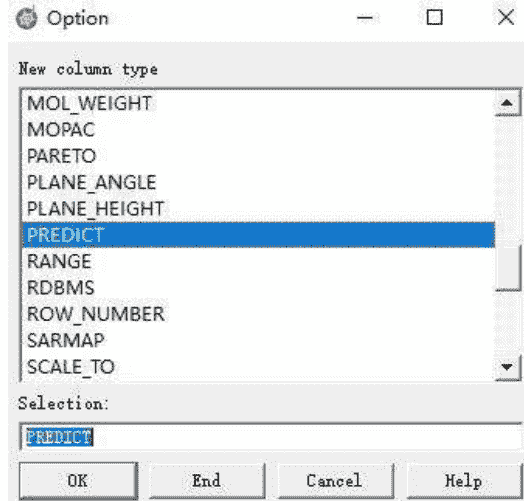 Option
New column type
MOL_WEIGHT
MOPAC
PARETO
PLANE_ANGLE
PLANE_HEIGHT
PREDICT
RANGE
RDBMS
ROW_NUMBER
SARMAP
SCALE_TO
Selection:
PREDICT
OK End Cancel Help